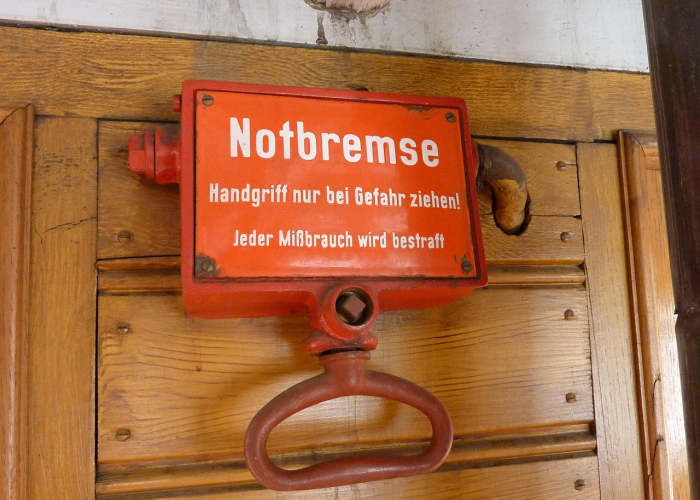 Notbremse
Handgriff nur bei Gefahr ziehen!
Jeder Mißbrauch wird bestraft